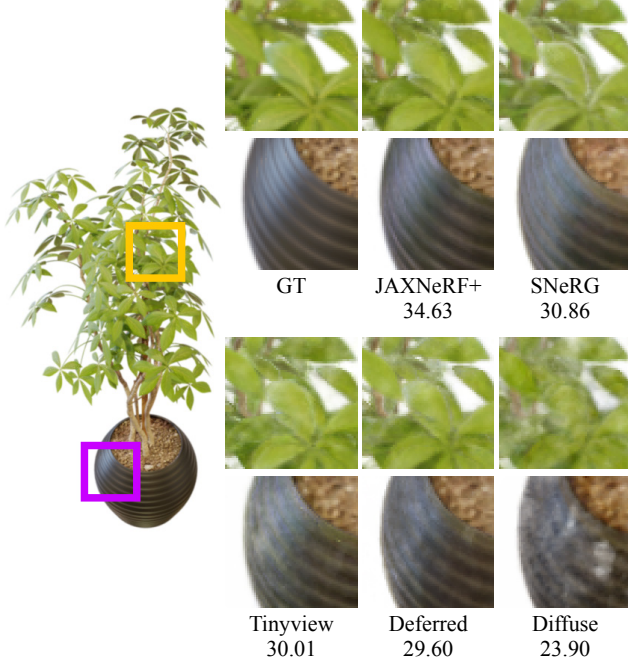 GT JAXNeRF+ SNeRG
34.63 30.86
Tinyview Deferred Diffuse
30.01 29.60 23.90